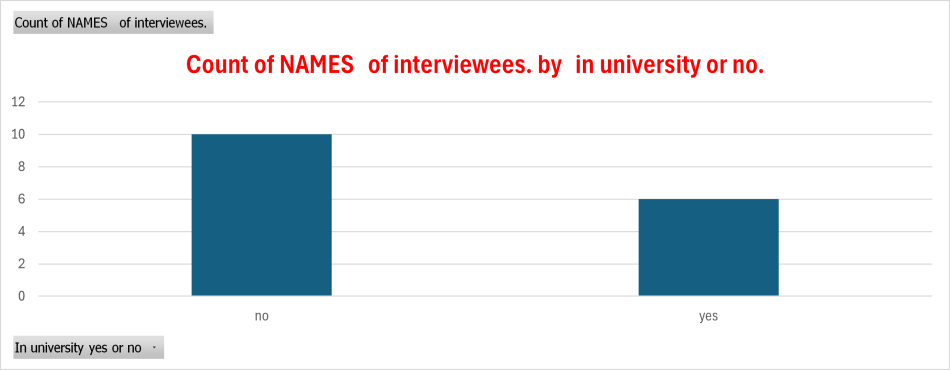 Count of NAMES   of interviewees.
Count of NAMES   of interviewees. by   in university or no.
12
10
8
6
4
2
0
no
yes
In university yes or no